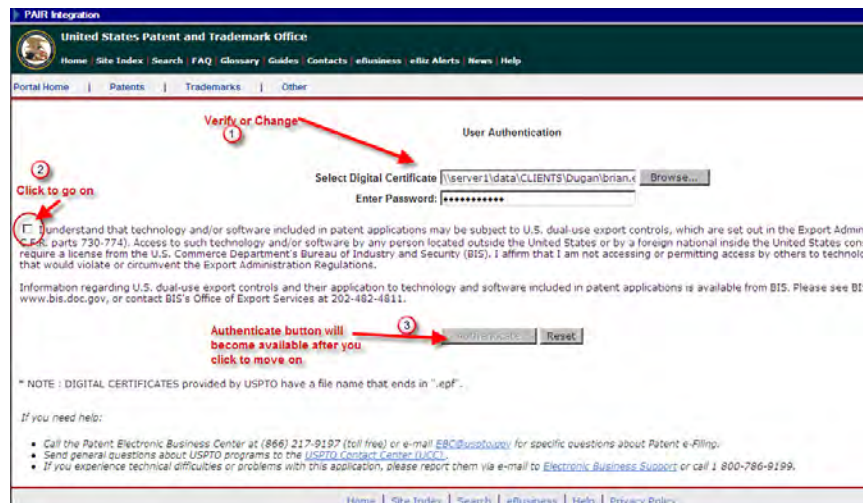 PAIR Integration
United States Patent and Trademark Office
Home | Site Index | Search | FAQ | Glossary | Guides | Contacts | eBusiness | eBiz Alerts | News | Help
Portal Home | Patents | Trademarks | Other
Verify or Change
1
User Authentication
2
Click to go on
Select Digital Certificate \\server1\data\CLIENTS\Dugan\brian.e Browse...
Enter Password: •••••••••••
I understand that technology and/or software included in patent applications may be subject to U.S. dual-use export controls, which are set out in the Export Admin
C.F.R. parts 730-774). Access to such technology and/or software by any person located outside the United States or by a foreign national inside the United States con
require a license from the U.S. Commerce Department's Bureau of Industry and Security (BIS). I affirm that I am not accessing or permitting access by others to technolo
that would violate or circumvent the Export Administration Regulations.
Information regarding U.S. dual-use export controls and their application to technology and software included in patent applications is available from BIS. Please see BI
www.bis.doc.gov, or contact BIS's Office of Export Services at 202-482-4811.
Authenticate button will
become available after you
click to move on
3
Authenticate Reset
* NOTE : DIGITAL CERTIFICATES provided by USPTO have a file name that ends in ".epf".
If you need help:
• Call the Patent Electronic Business Center at (866) 217-9197 (toll free) or e-mail EBC@uspto.gov for specific questions about Patent e-Filing.
• Send general questions about USPTO programs to the USPTO Contact Center (UCC).
• If you experience technical difficulties or problems with this application, please report them via e-mail to Electronic Business Support or call 1 800-786-9199.
Home | Site Index | Search | eBusiness | Help | Privacy Policy